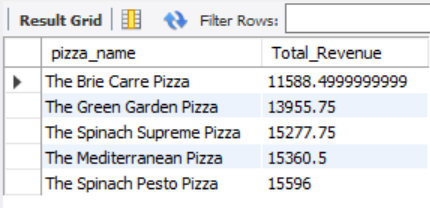 Result Grid Filter Rows:
pizza_name Total_Revenue
The Brie Carre Pizza 11588.4999999999
The Green Garden Pizza 13955.75
The Spinach Supreme Pizza 15277.75
The Mediterranean Pizza 15360.5
The Spinach Pesto Pizza 15596